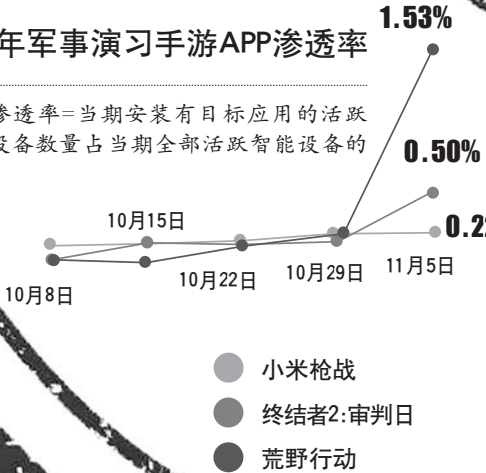 1.53%
年军事演习手游APP渗透率
渗透率=当期安装有目标应用的活跃
设备数量占当期全部活跃智能设备的
0.50%
10月15日
0.2
10月22日
10月29日
11月5日
10月8日
小米枪战
终结者2:审判日
荒野行动